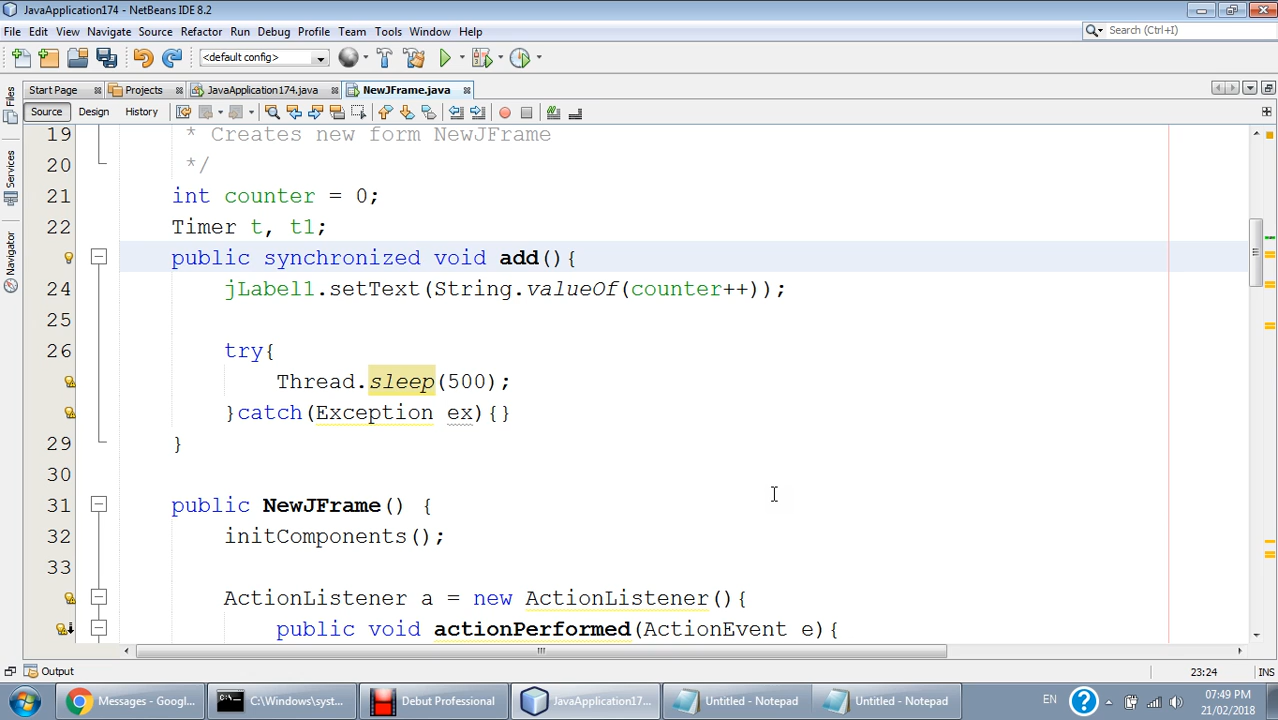 JavaApplication174 - NetBeans IDE 8.2
File Edit View Navigate Source Refactor Run Debug Profile Team Tools Window Help
Search (Ctrl+I)
<default config>
Start Page Projects JavaApplication174.java NewJFrame.java
Source Design History
Files
Services
Navigator
19 * Creates new form NewJFrame
20 */
21 int counter = 0;
22 Timer t, t1;
public synchronized void add(){
24 jLabel1.setText(String.valueOf(counter++));
25
26 try{
Thread.sleep(500);
}catch(Exception ex){}
29 }
30
31 public NewJFrame() {
32 initComponents();
33
ActionListener a = new ActionListener(){
public void actionPerformed(ActionEvent e){
Output
23:24 INS
Messages - Googl...
C:\Windows\syst...
Debut Professional
JavaApplication17...
Untitled - Notepad
Untitled - Notepad
EN
07:49 PM
21/02/2018